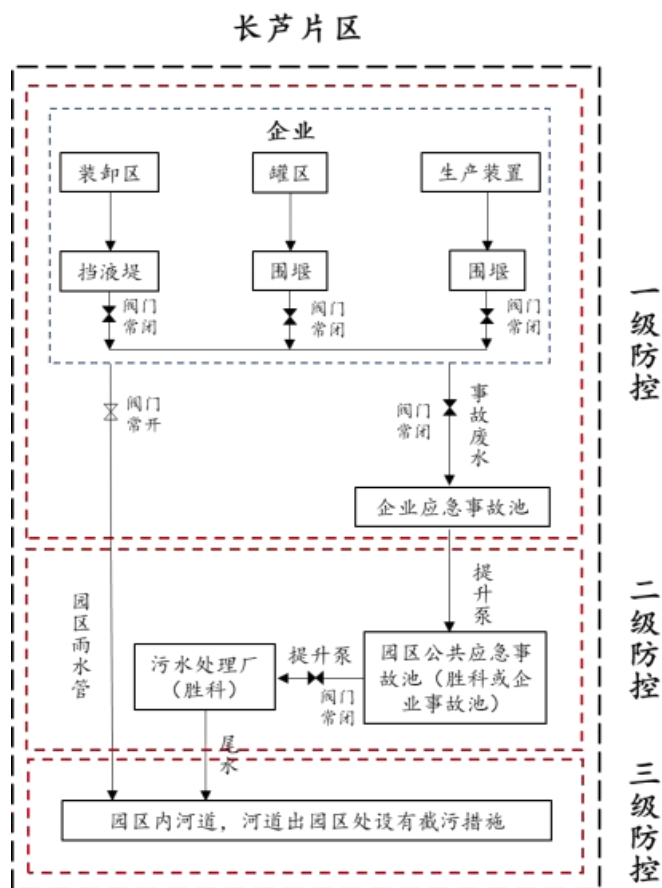 长芦片区
企业
装卸区
罐区
生产装置
挡液堤
围堰
围堰
阀门
常闭
阀门
常闭
阀门
常闭
一级防控
阀门
常开
阀门
常闭
事故废水
企业应急事故池
提升泵
二级防控
园区雨水管
污水处理厂
（胜科）
提升泵
阀门
常闭
园区公共应急事
故池（胜科或企
业事故池）
尾水
三级防控
园区内河道，河道出园区处设有截污措施